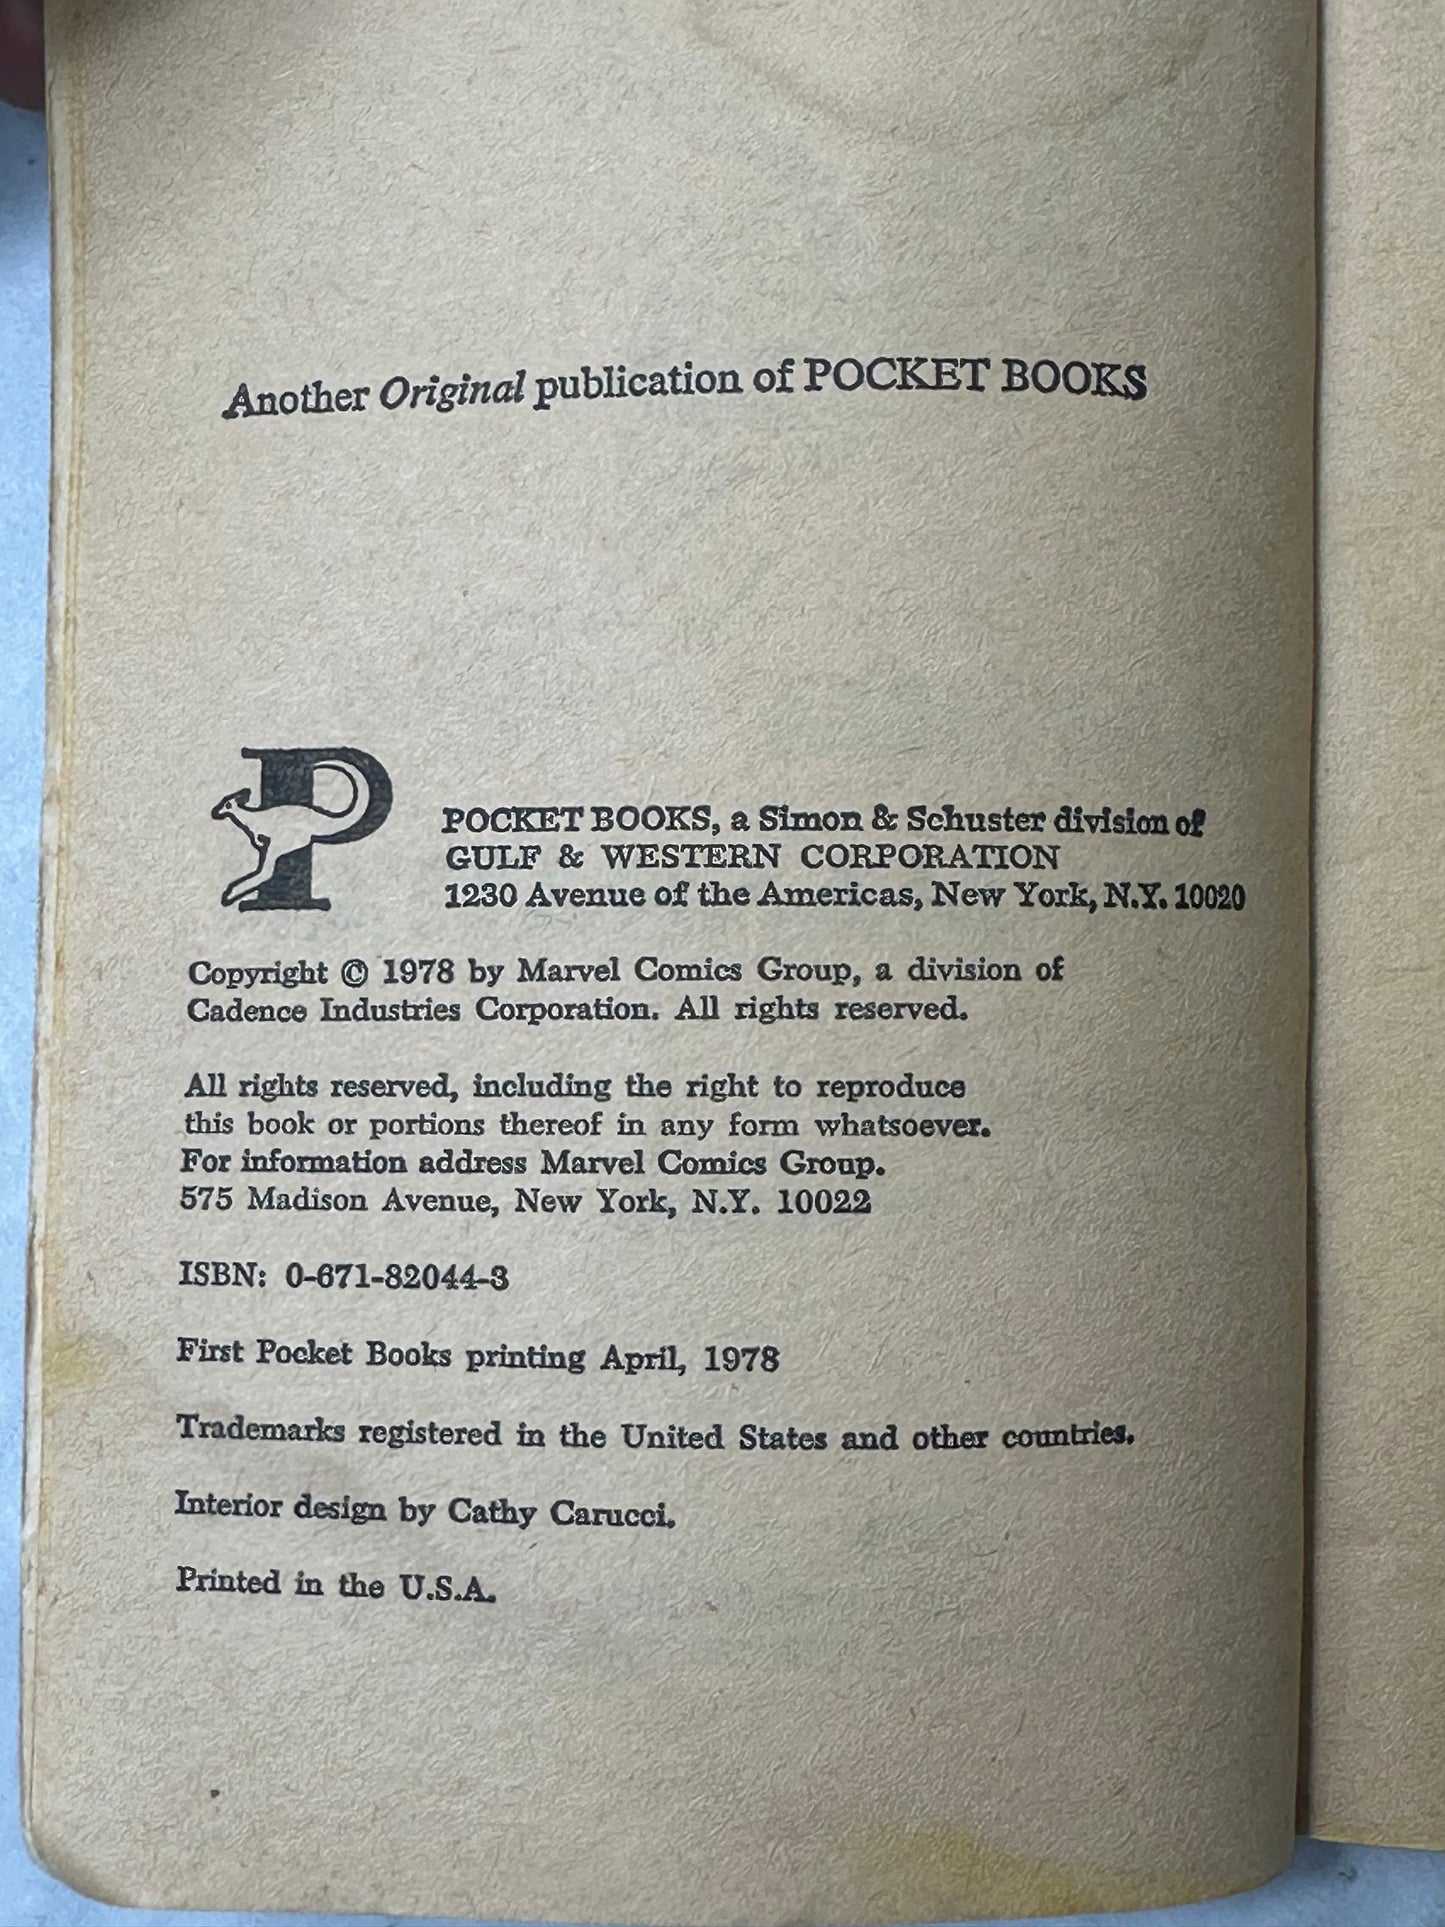 Another Original publication of POCKET BOOKS
P
POCKET BOOKS, a Simon & Schuster division of
GULF & WESTERN CORPORATION
1230 Avenue of the Americas, New York, N.Y. 10020
Copyright © 1978 by Marvel Comics Group, a division of
Cadence Industries Corporation. All rights reserved.
All rights reserved, including the right to reproduce
this book or portions thereof in any form whatsoever.
For information address Marvel Comics Group.
575 Madison Avenue, New York, N.Y. 10022
ISBN: 0-671-82044-3
First Pocket Books printing April, 1978
Trademarks registered in the United States and other countries.
Interior design by Cathy Carucci.
Printed in the U.S.A.